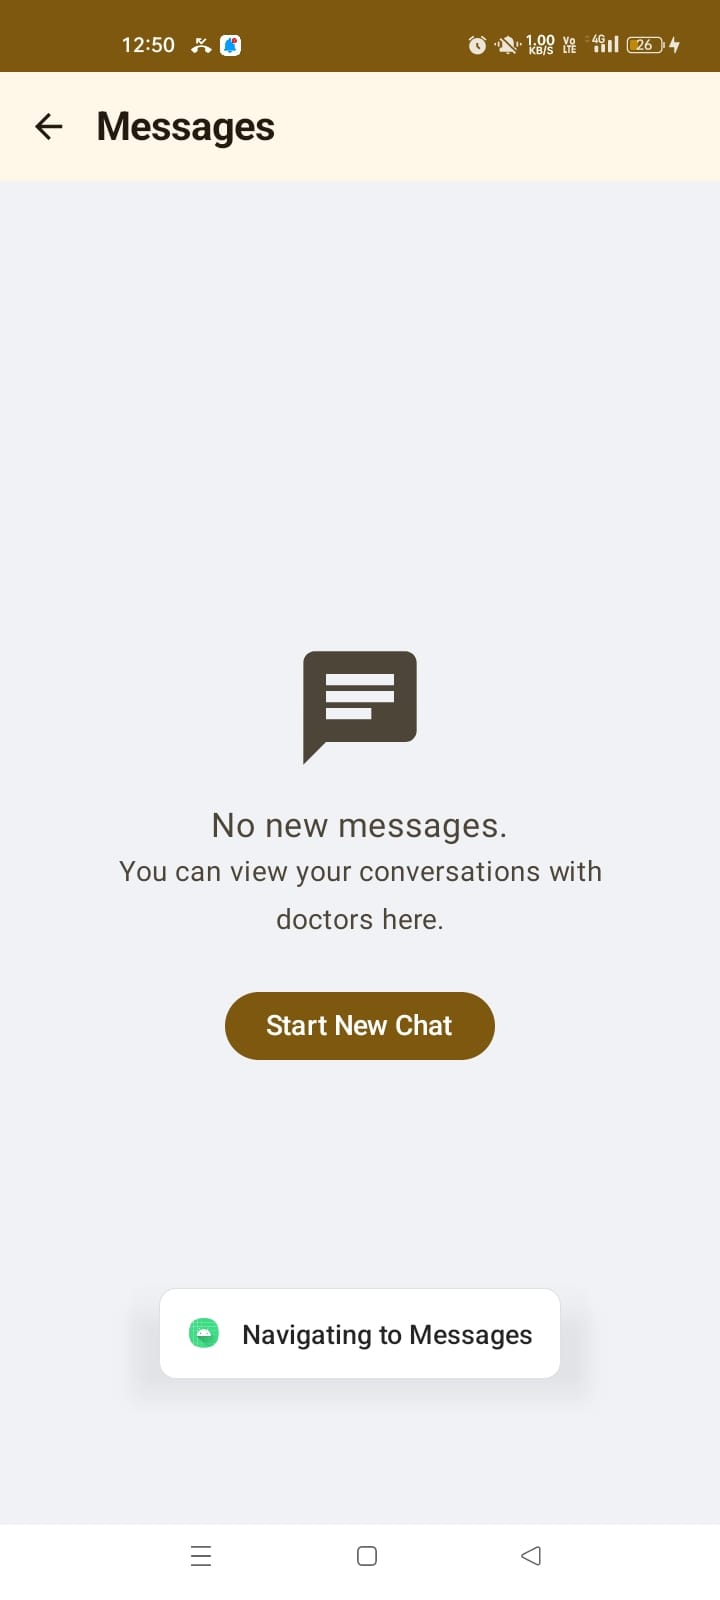 12:50 1.00 KB/S Vo LTE 4G 26
Messages
No new messages.
You can view your conversations with
doctors here.
Start New Chat
Navigating to Messages